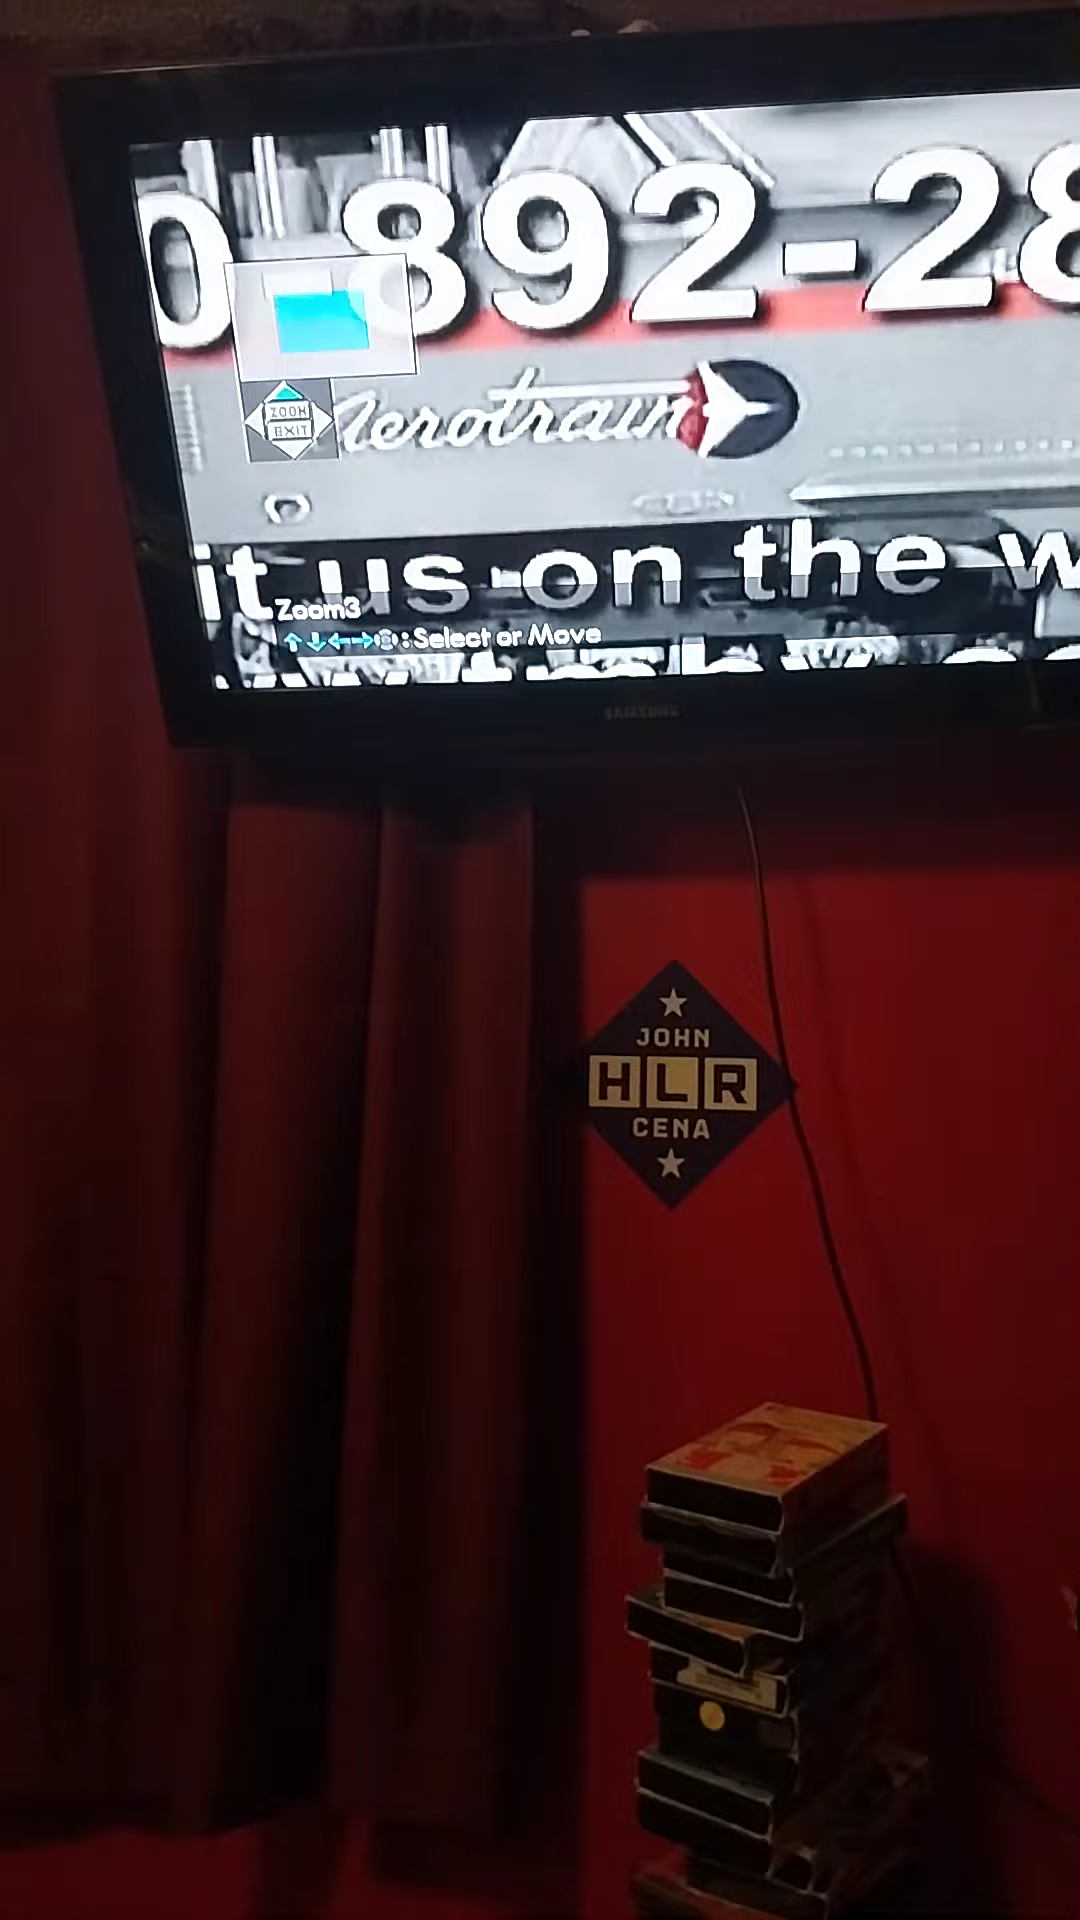 0-892-28
ZOOM
EXIT
Aerotrain
it us on the w
Zoom3
:Select or Move
SAMSUNG
JOHN
HLR
CENA